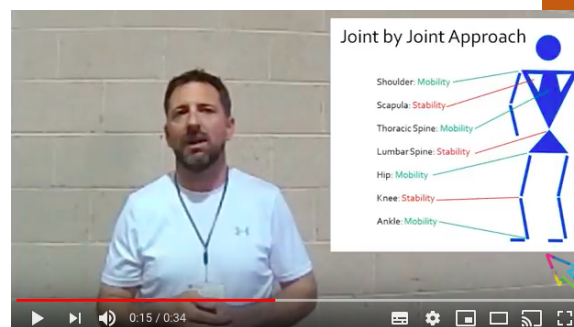 Joint by Joint Approach
Shoulder: Mobility
Scapula: Stability
Thoracic Spine: Mobility
Lumbar Spine: Stability
Hip: Mobility
Knee: Stability
Ankle: Mobility
0:15 / 0:34